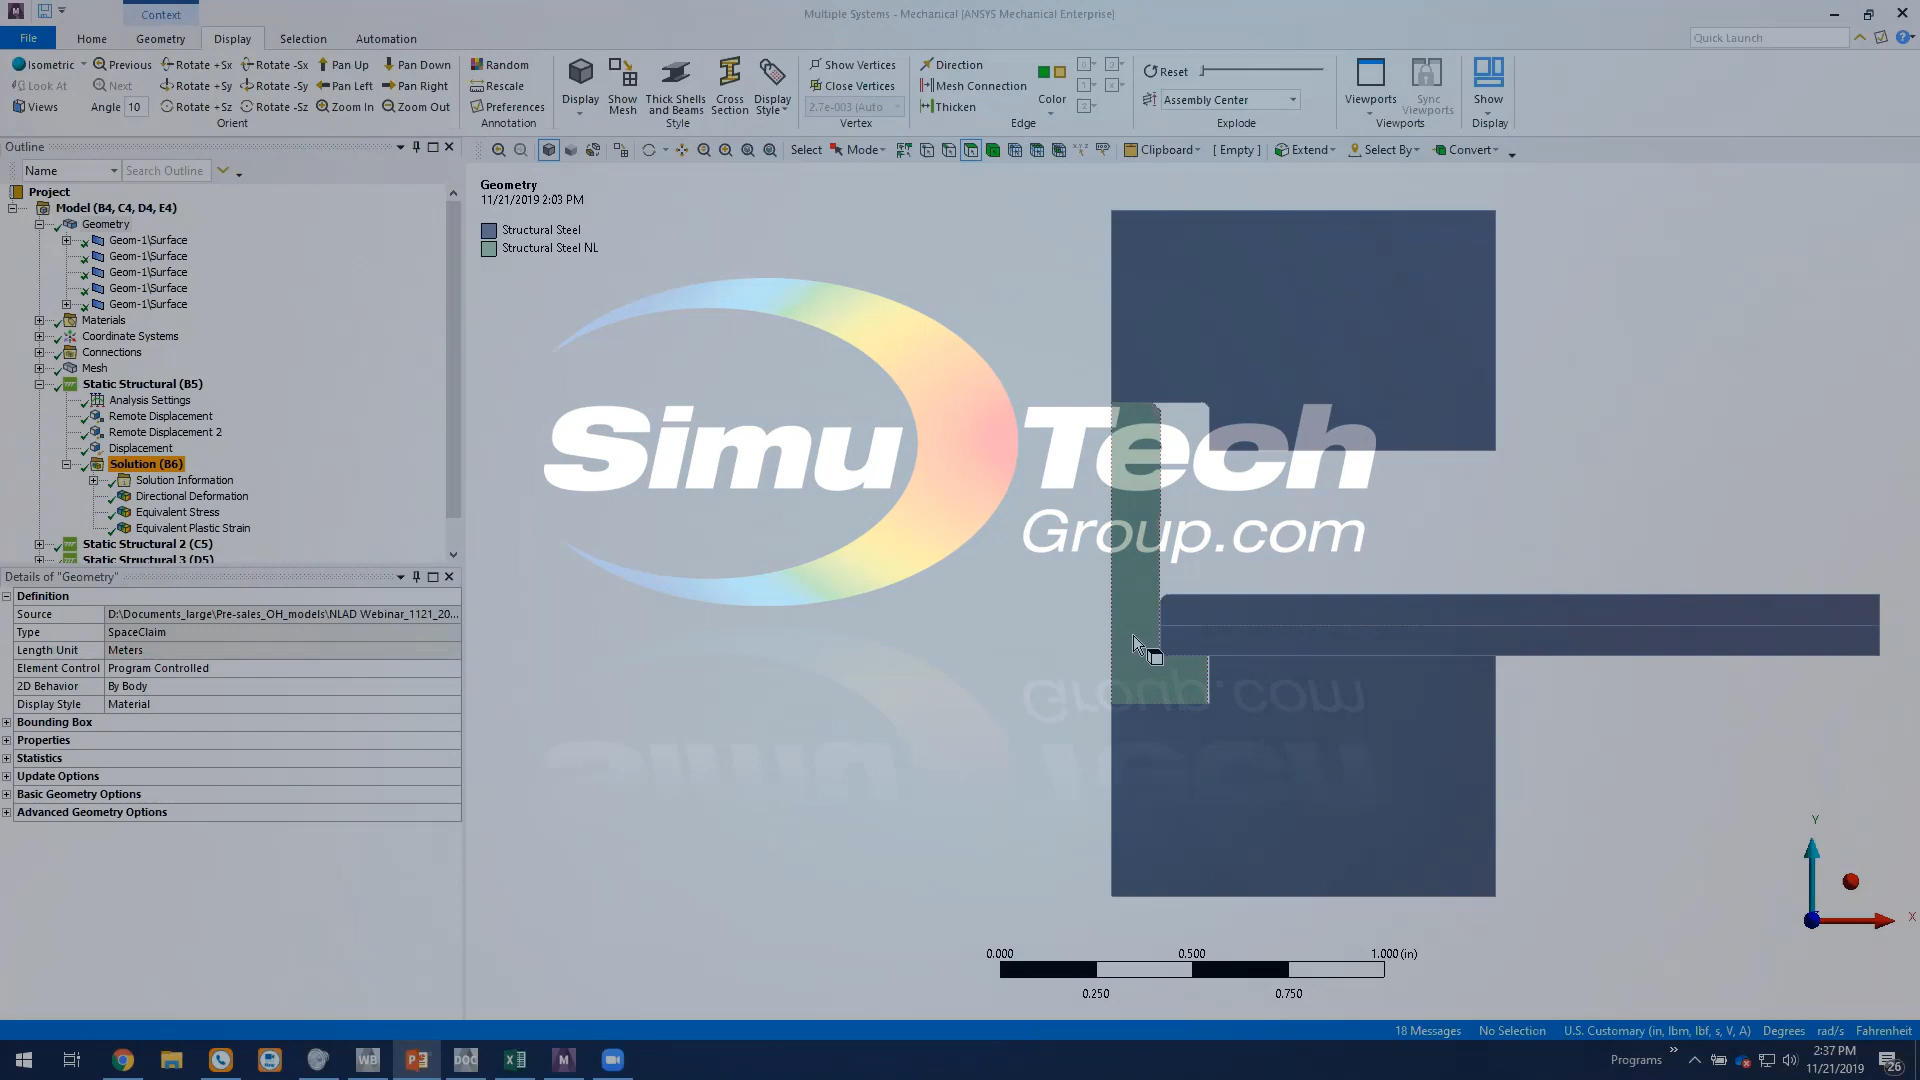 Context
Multiple Systems - Mechanical [ANSYS Mechanical Enterprise]
File Home Geometry Display Selection Automation
Quick Launch
Isometric Previous Rotate +Sx Rotate -Sx Pan Up Pan Down
Look At Next Rotate +Sy Rotate -Sy Pan Left Pan Right
Views Angle 10 Rotate +Sz Rotate -Sz Zoom In Zoom Out
Orient
Random
Rescale
Preferences
Annotation
Display
Show Mesh
Thick Shells and Beams
Cross Section
Display Style
Style
Show Vertices
Close Vertices
2.7e-003 (Auto
Vertex
Direction
Mesh Connection
Thicken
Color
Edge
Reset
Assembly Center
Explode
Viewports
Sync Viewports
Viewports
Show
Display
Outline
Select Mode Clipboard [ Empty ] Extend Select By Convert
Name Search Outline
Project
Model (B4, C4, D4, E4)
Geometry
Geom-1\Surface
Geom-1\Surface
Geom-1\Surface
Geom-1\Surface
Geom-1\Surface
Materials
Coordinate Systems
Connections
Mesh
Static Structural (B5)
Analysis Settings
Remote Displacement
Remote Displacement 2
Displacement
Solution (B6)
Solution Information
Directional Deformation
Equivalent Stress
Equivalent Plastic Strain
Static Structural 2 (C5)
Static Structural 3 (D5)
Details of "Geometry"
Definition
Source D:\Documents_large\Pre-sales_OH_models\NLAD Webinar_1121_20...
Type SpaceClaim
Length Unit Meters
Element Control Program Controlled
2D Behavior By Body
Display Style Material
Bounding Box
Properties
Statistics
Update Options
Basic Geometry Options
Advanced Geometry Options
Geometry
11/21/2019 2:03 PM
Structural Steel
Structural Steel NL
SimuTech
Group.com
Y
X
0.000 0.500 1.000 (in)
0.250 0.750
18 Messages No Selection U.S. Customary (in, lbm, lbf, s, V, A) Degrees rad/s Fahrenheit
WB
DOC
M
Programs
2:37 PM
11/21/2019
26